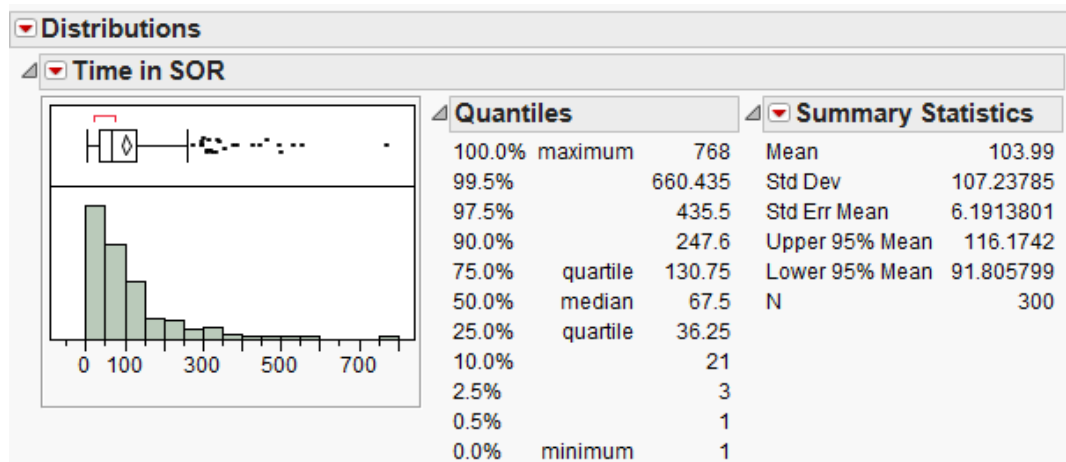 Distributions
Time in SOR
0 100 300 500 700
Quantiles
100.0% maximum 768
99.5% 660.435
97.5% 435.5
90.0% 247.6
75.0% quartile 130.75
50.0% median 67.5
25.0% quartile 36.25
10.0% 21
2.5% 3
0.5% 1
0.0% minimum 1
Summary Statistics
Mean 103.99
Std Dev 107.23785
Std Err Mean 6.1913801
Upper 95% Mean 116.1742
Lower 95% Mean 91.805799
N 300